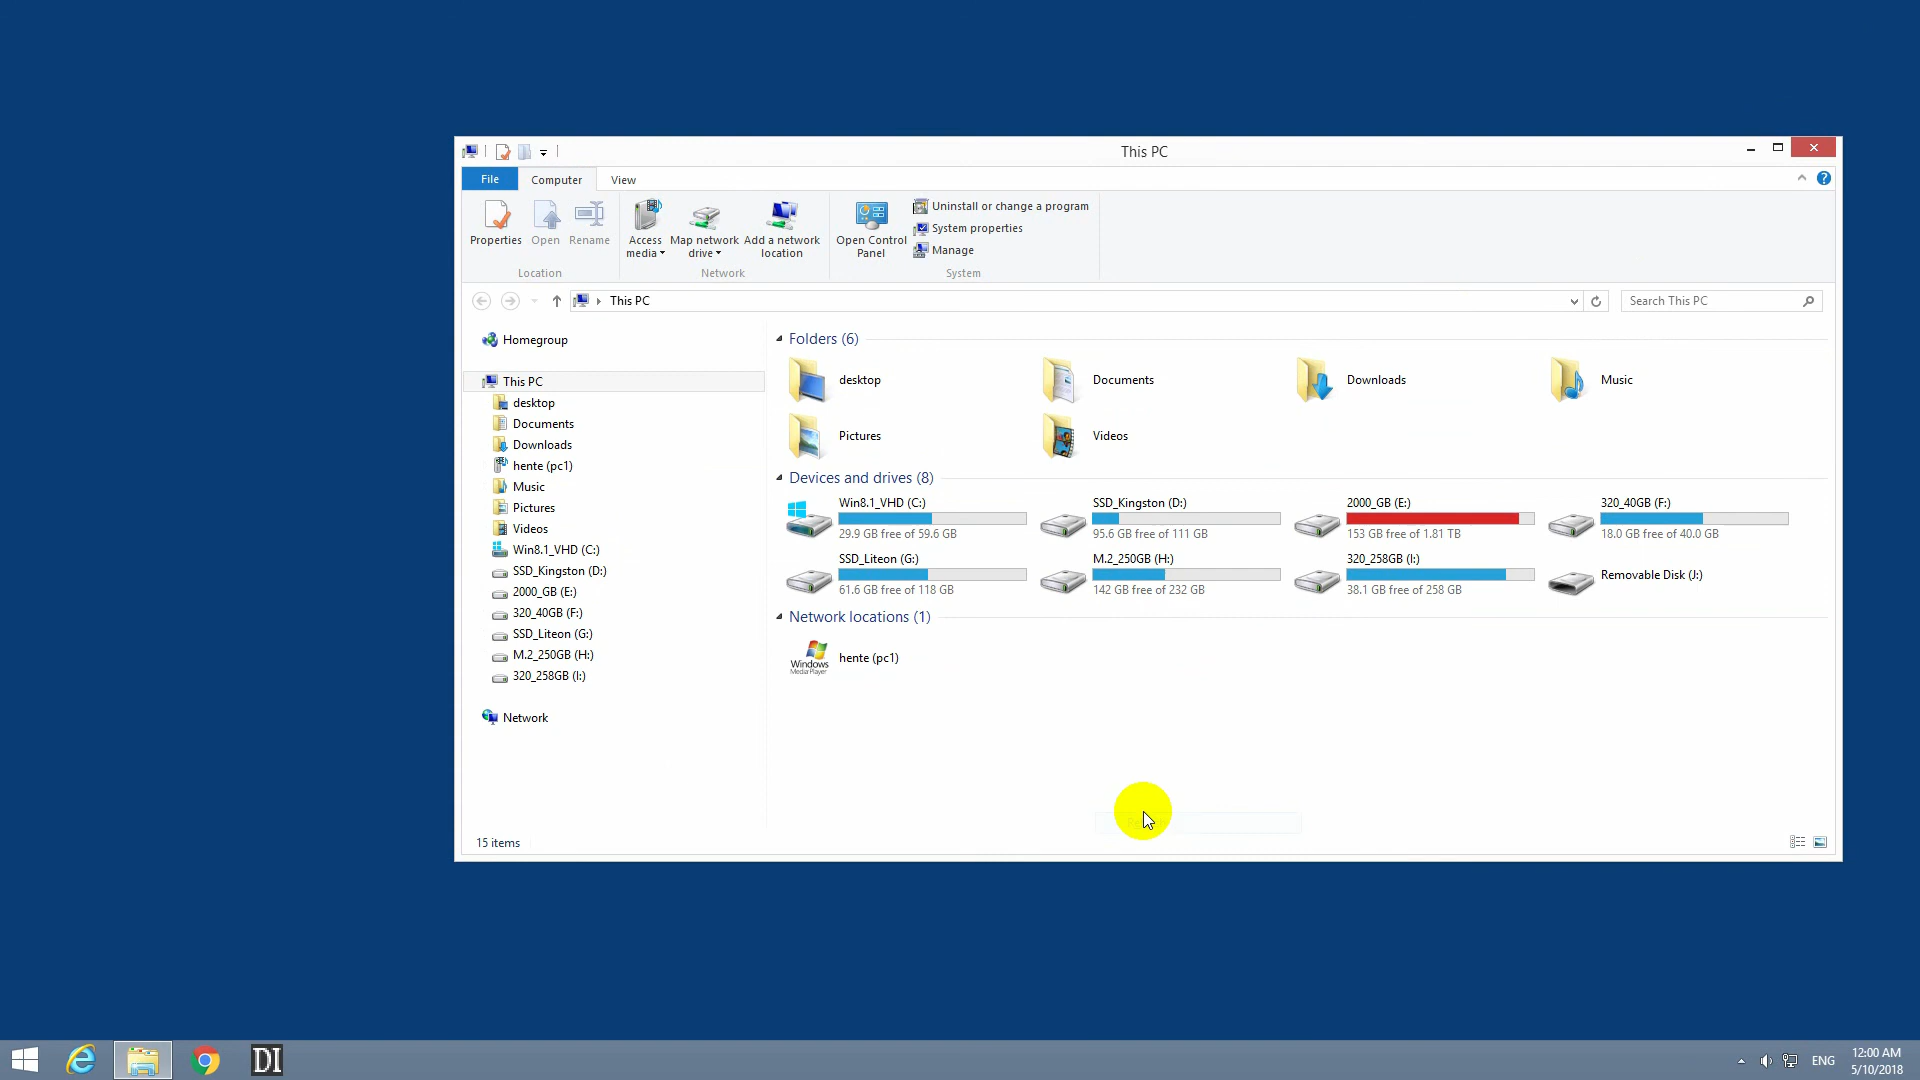 This PC
File
Computer
View
Properties
Open
Rename
Location
Access media
Map network drive
Add a network location
Network
Open Control Panel
Uninstall or change a program
System properties
Manage
System
This PC
Search This PC
Homegroup
This PC
desktop
Documents
Downloads
hente (pc1)
Music
Pictures
Videos
Win8.1_VHD (C:)
SSD_Kingston (D:)
2000_GB (E:)
320_40GB (F:)
SSD_Liteon (G:)
M.2_250GB (H:)
320_258GB (I:)
Network
Folders (6)
desktop
Documents
Downloads
Music
Pictures
Videos
Devices and drives (8)
Win8.1_VHD (C:)
29.9 GB free of 59.6 GB
SSD_Kingston (D:)
95.6 GB free of 111 GB
2000_GB (E:)
153 GB free of 1.81 TB
320_40GB (F:)
18.0 GB free of 40.0 GB
SSD_Liteon (G:)
61.6 GB free of 118 GB
M.2_250GB (H:)
142 GB free of 232 GB
320_258GB (I:)
38.1 GB free of 258 GB
Removable Disk (J:)
Network locations (1)
Windows
Media Player
hente (pc1)
15 items
DI
ENG
12:00 AM
5/10/2018